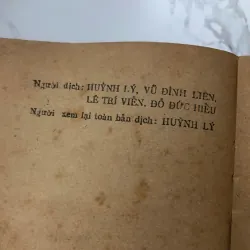 Người dịch: HUỲNH LÝ, VŨ ĐÌNH LIÊN,
LÊ TRÍ VIỄN, ĐỖ ĐỨC HIỂU
Người xem lại toàn bản dịch: HUỲNH LÝ